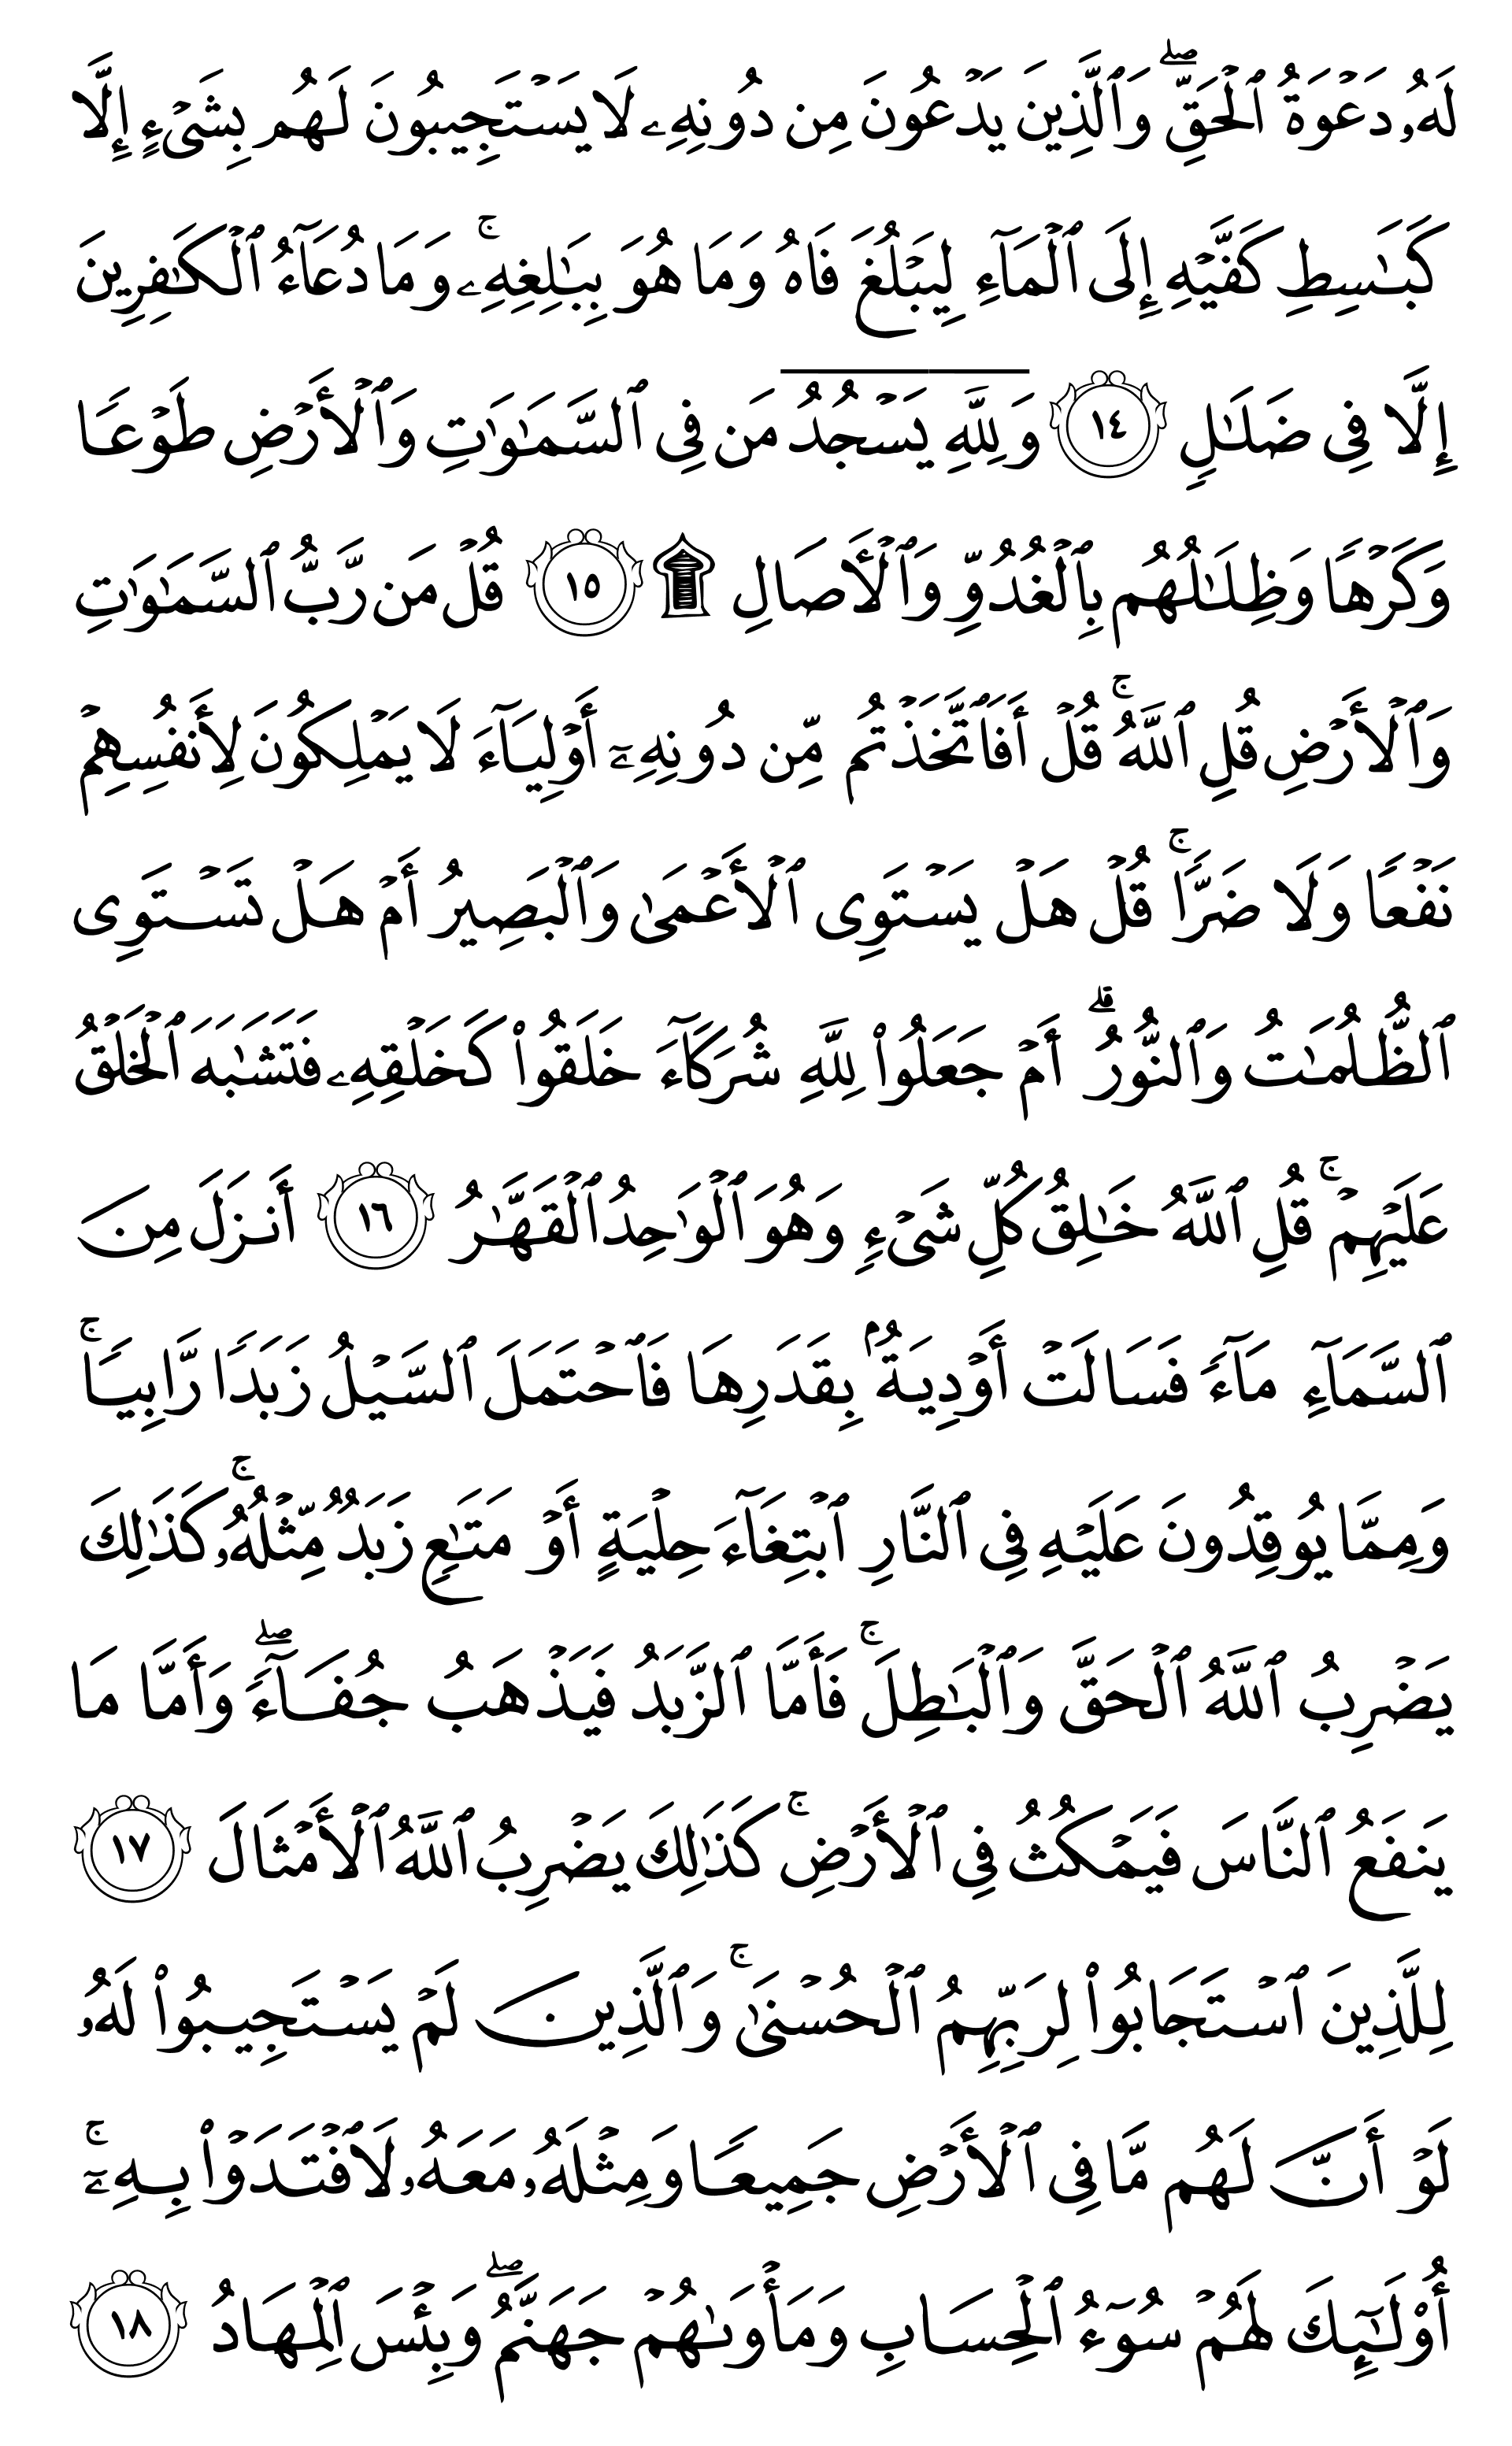 لَهُۥ دَعۡوَةُ ٱلۡحَقِّۖ وَٱلَّذِينَ يَدۡعُونَ مِن دُونِهِۦ لَا يَسۡتَجِيبُونَ لَهُم بِشَيۡءٍ إِلَّا
كَبَٰسِطِ كَفَّيۡهِ إِلَى ٱلۡمَآءِ لِيَبۡلُغَ فَاهُ وَمَا هُوَ بِبَٰلِغِهِۦۚ وَمَا دُعَآءُ ٱلۡكَٰفِرِينَ
إِلَّا فِي ضَلَٰلٖ ١٤ وَلِلَّهِۤ يَسۡجُدُۤ مَن فِي ٱلسَّمَٰوَٰتِ وَٱلۡأَرۡضِ طَوۡعٗا
وَكَرۡهٗا وَظِلَٰلُهُم بِٱلۡغُدُوِّ وَٱلۡأٓصَالِ ۩ ١٥ قُلۡ مَن رَّبُّ ٱلسَّمَٰوَٰتِ
وَٱلۡأَرۡضِ قُلِ ٱللَّهُۚ قُلۡ أَفَٱتَّخَذۡتُم مِّن دُونِهِۦٓ أَوۡلِيَآءَ لَا يَمۡلِكُونَ لِأَنفُسِهِمۡ
نَفۡعٗا وَلَا ضَرّٗاۚ قُلۡ هَلۡ يَسۡتَوِي ٱلۡأَعۡمَىٰ وَٱلۡبَصِيرُ أَمۡ هَلۡ تَسۡتَوِي
ٱلظُّلُمَٰتُ وَٱلنُّورُۗ أَمۡ جَعَلُواْ لِلَّهِ شُرَكَآءَ خَلَقُواْ كَخَلۡقِهِۦ فَتَشَٰبَهَ ٱلۡخَلۡقُ
عَلَيۡهِمۡۚ قُلِ ٱللَّهُ خَٰلِقُ كُلِّ شَيۡءٖ وَهُوَ ٱلۡوَٰحِدُ ٱلۡقَهَّٰرُ ١٦ أَنزَلَ مِنَ
ٱلسَّمَآءِ مَآءٗ فَسَالَتۡ أَوۡدِيَةُۢ بِقَدَرِهَا فَٱحۡتَمَلَ ٱلسَّيۡلُ زَبَدٗا رَّابِيٗاۚ
وَمِمَّا يُوقِدُونَ عَلَيۡهِ فِي ٱلنَّارِ ٱبۡتِغَآءَ حِلۡيَةٍ أَوۡ مَتَٰعٖ زَبَدٞ مِّثۡلُهُۥۚ كَذَٰلِكَ
يَضۡرِبُ ٱللَّهُ ٱلۡحَقَّ وَٱلۡبَٰطِلَۚ فَأَمَّا ٱلزَّبَدُ فَيَذۡهَبُ جُفَآءٗۖ وَأَمَّا مَا
يَنفَعُ ٱلنَّاسَ فَيَمۡكُثُ فِي ٱلۡأَرۡضِۚ كَذَٰلِكَ يَضۡرِبُ ٱللَّهُ ٱلۡأَمۡثَالَ ١٧
لِلَّذِينَ ٱسۡتَجَابُواْ لِرَبِّهِمُ ٱلۡحُسۡنَىٰۚ وَٱلَّذِينَ لَمۡ يَسۡتَجِيبُواْ لَهُۥ
لَوۡ أَنَّ لَهُم مَّا فِي ٱلۡأَرۡضِ جَمِيعٗا وَمِثۡلَهُۥ مَعَهُۥ لَٱفۡتَدَوۡاْ بِهِۦٓۚ
أُوْلَٰٓئِكَ لَهُمۡ سُوٓءُ ٱلۡحِسَابِ وَمَأۡوَىٰهُمۡ جَهَنَّمُۖ وَبِئۡسَ ٱلۡمِهَادُ ١٨